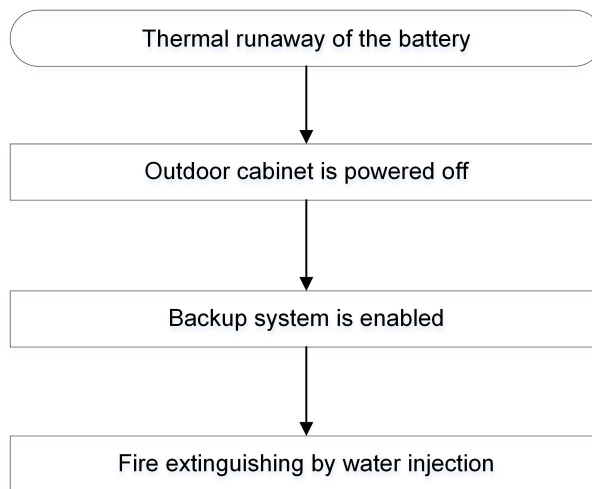 Thermal runaway of the battery
Outdoor cabinet is powered off
Backup system is enabled
Fire extinguishing by water injection